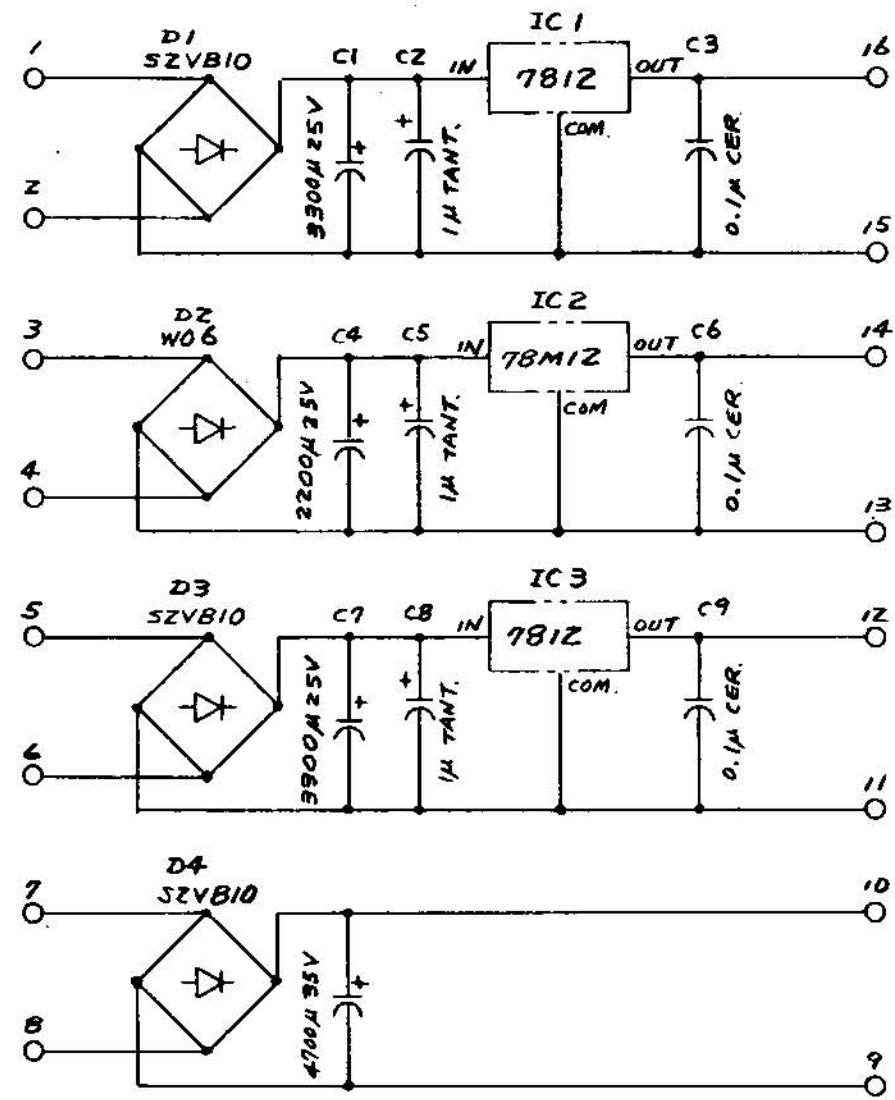 1
D1
SZVB10
C1
C2
IC1
IN
7812
OUT
C3
16
COM.
3300µ 25V
+
+
1µ TANT.
0.1µ CER.
2
15
3
D2
W06
C4
C5
IC2
IN
78M12
OUT
C6
14
COM
2200µ 25V
+
+
1µ TANT.
0.1µ CER.
4
13
5
D3
SZVB10
C7
C8
IC3
IN
7812
OUT
C9
12
COM.
3300µ 25V
+
+
1µ TANT.
0.1µ CER.
6
11
7
D4
SZVB10
10
4700µ 35V
+
8
9